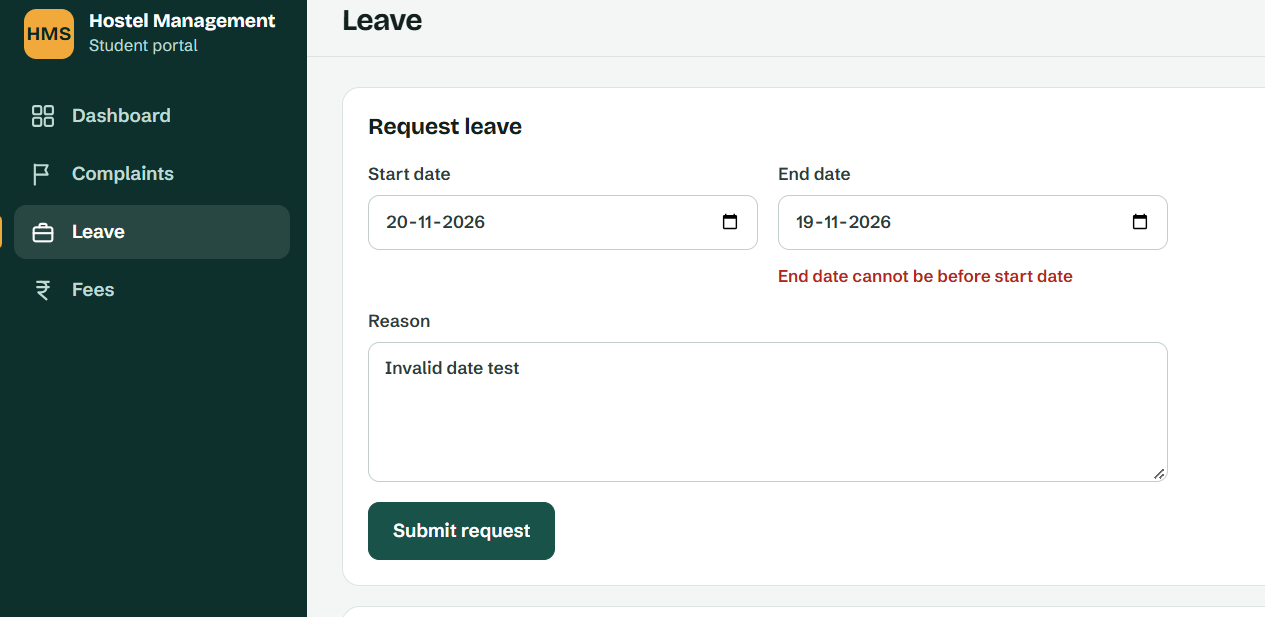 HMS
Hostel Management
Student portal
Dashboard
Complaints
Leave
Fees
Leave
Request leave
Start date
End date
20-11-2026
19-11-2026
End date cannot be before start date
Reason
Invalid date test
Submit request